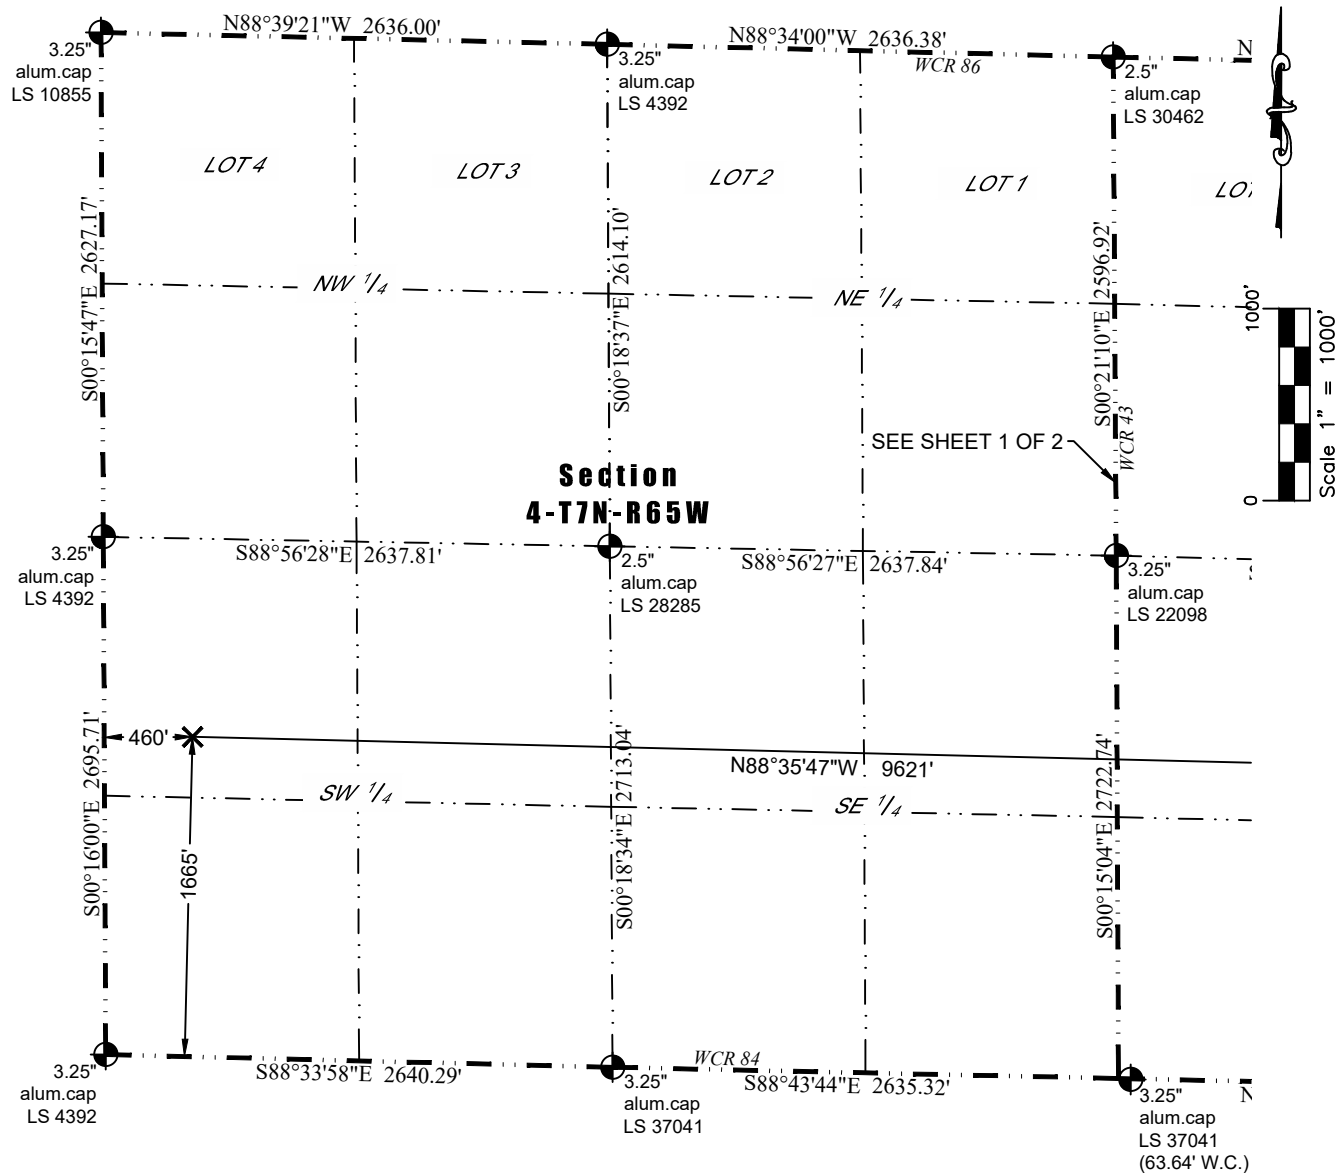 N88°39'21"W 2636.00'
N88°34'00"W 2636.38'
N
WCR 86
3.25"
alum.cap
LS 10855
3.25"
alum.cap
LS 4392
2.5"
alum.cap
LS 30462
LOT 4
LOT 3
LOT 2
LOT 1
S00°15'47"E 2627.17'
S00°18'37"E 2614.10'
S00°21'10"E 2596.92'
NW 1/4
NE 1/4
1000'
0
Scale 1" = 1000'
WCR 43
SEE SHEET 1 OF 2
Section
4-T7N-R65W
3.25"
alum.cap
LS 4392
S88°56'28"E 2637.81'
2.5"
alum.cap
LS 28285
S88°56'27"E 2637.84'
3.25"
alum.cap
LS 22098
460'
N88°35'47"W 9621'
S00°16'00"E 2695.71'
1665'
S00°18'34"E 2713.04'
S00°15'04"E 2722.74'
SW 1/4
SE 1/4
3.25"
alum.cap
LS 4392
S88°33'58"E 2640.29'
3.25"
alum.cap
LS 37041
WCR 84
S88°43'44"E 2635.32'
3.25"
alum.cap
LS 37041
(63.64' W.C.)
N